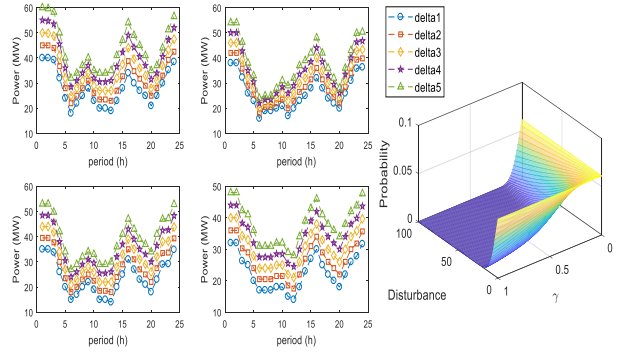 60
50
40
30
20
10
0 5 10 15 20 25
Power (MW)
period (h)
60
50
40
30
20
10
0 5 10 15 20 25
Power (MW)
period (h)
delta1
delta2
delta3
delta4
delta5
60
50
40
30
20
10
0 5 10 15 20 25
Power (MW)
period (h)
50
40
30
20
10
0 5 10 15 20 25
Power (MW)
period (h)
0.1
0.05
0
Probability
100
50
0
Disturbance
1
0.5
0
γ